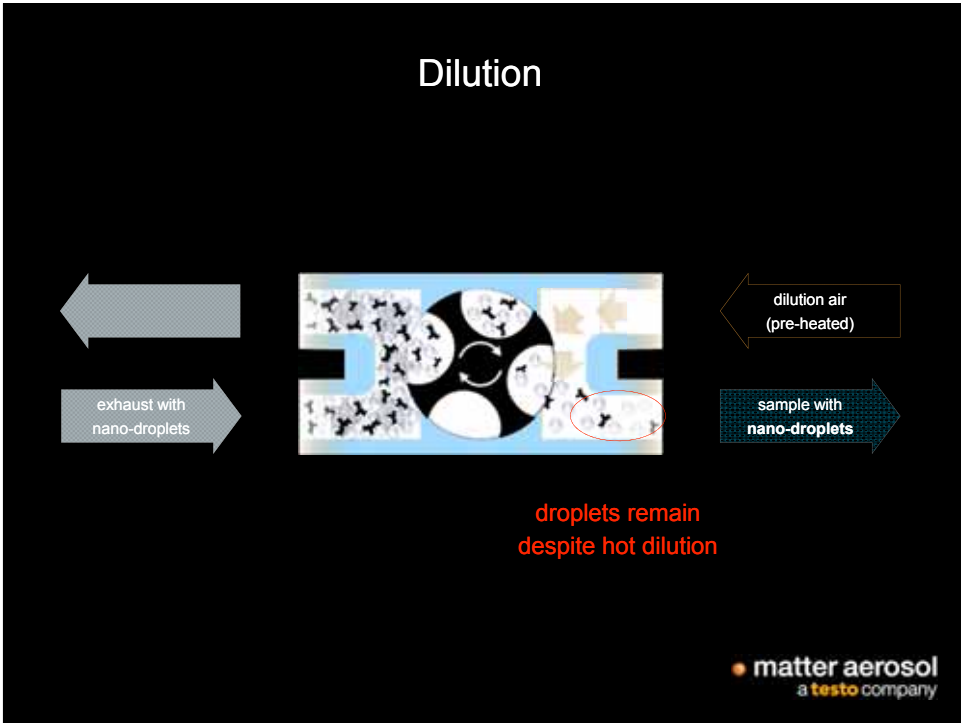 Dilution
dilution air
(pre-heated)
exhaust with
nano-droplets
sample with
nano-droplets
droplets remain
despite hot dilution
matter aerosol
a testo company